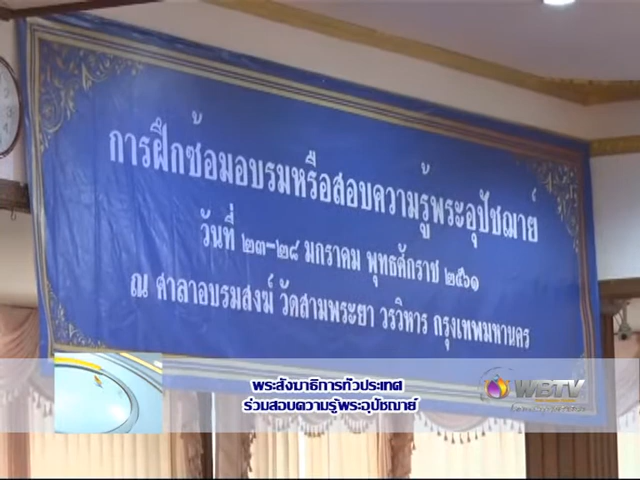 การฝึกซ้อมอบรมหรือสอบความรู้พระอุปัชฌาย์
วันที่ ๒๓-๒๘ มกราคม พุทธศักราช ๒๕๖๑
ณ ศาลาอบรมสงฆ์ วัดสามพระยา วรวิหาร กรุงเทพมหานคร
พระสังฆาธิการทั่วประเทศ
ร่วมสอบความรู้พระอุปัชฌาย์
WBTV